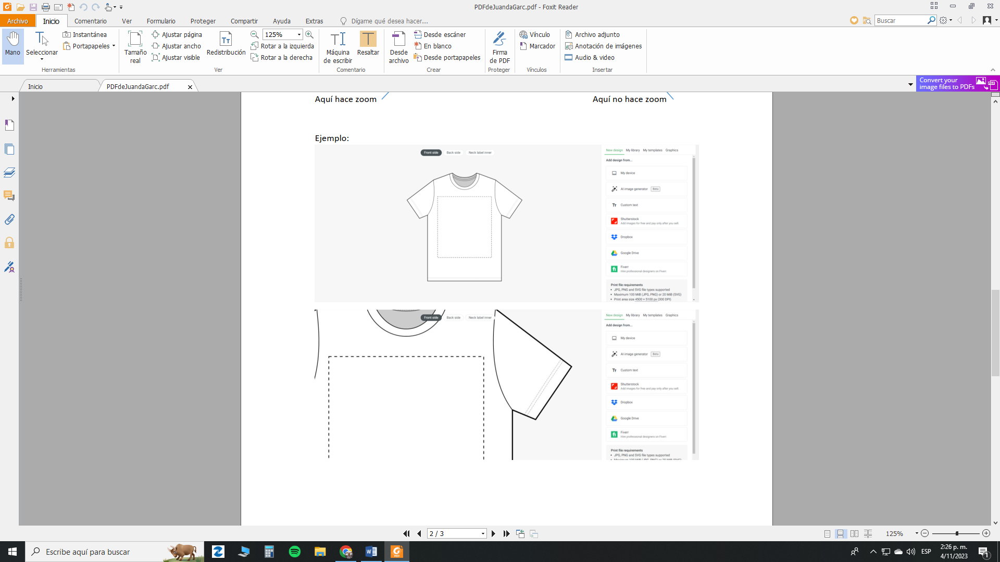 PDFdeJuandaGarc.pdf - Foxit Reader
Archivo
Inicio
Comentario
Ver
Formulario
Proteger
Compartir
Ayuda
Extras
Dígame qué desea hacer...
Buscar
Mano
Seleccionar
Instantánea
Portapapeles
Herramientas
Tamaño
real
Ajustar página
Ajustar ancho
Ajustar visible
Redistribución
125%
Rotar a la izquierda
Rotar a la derecha
Ver
Máquina
de escribir
Resaltar
Comentario
Desde
archivo
Desde escáner
En blanco
Desde portapapeles
Crear
Firma
de PDF
Proteger
Vínculo
Marcador
Vínculos
Archivo adjunto
Anotación de imágenes
Audio & video
Insertar
Inicio
PDFdeJuandaGarc.pdf
Convert your
image files to PDFs
Aquí hace zoom
Aquí no hace zoom
Ejemplo:
Front side
Back side
Neck label inner
New design
My library
My templates
Graphics
Add design from...
My device
AI image generator
Beta
Custom text
Shutterstock
Add images for free and pay only after you sell.
Dropbox
Google Drive
Fiverr
Hire professional designers on Fiverr
Print file requirements
• JPG, PNG and SVG file types supported
• Maximum 100 MiB (JPG, PNG) or 20 MiB (SVG)
• Print area size 4500 × 5100 px (300 DPI)
Front side
Back side
Neck label inner
New design
My library
My templates
Graphics
Add design from...
My device
AI image generator
Beta
Custom text
Shutterstock
Add images for free and pay only after you sell.
Dropbox
Google Drive
Fiverr
Hire professional designers on Fiverr
Print file requirements
• JPG, PNG and SVG file types supported
• Maximum 100 MiB (JPG, PNG) or 20 MiB (SVG)
2 / 3
125%
Escribe aquí para buscar
ESP
2:26 p. m.
4/11/2023
1